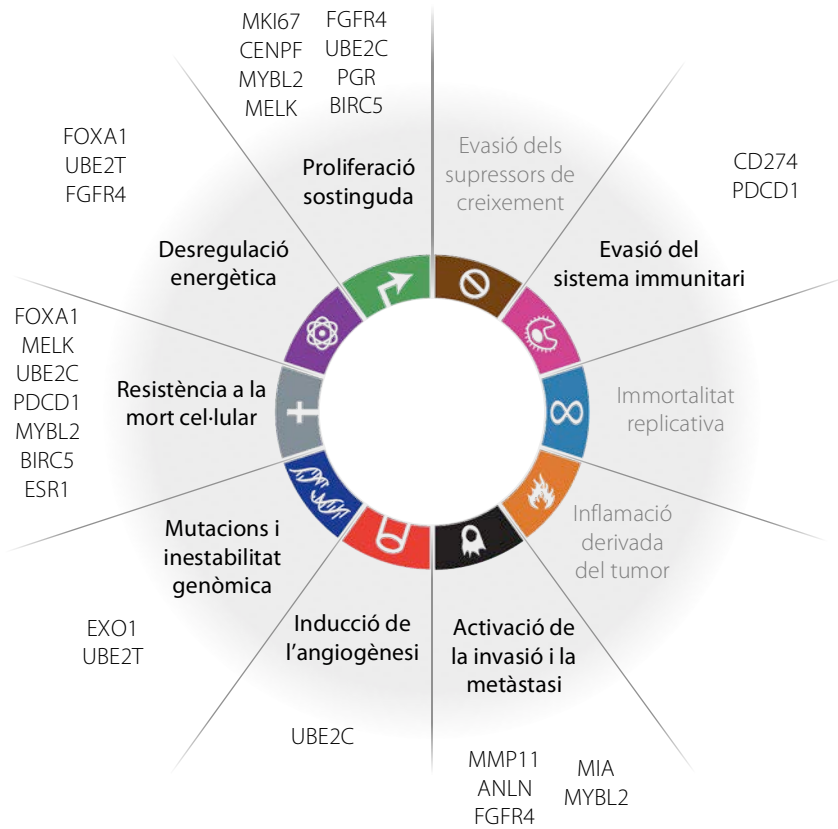 MKI67
CENPF
MYBL2
MELK
FGFR4
UBE2C
PGR
BIRC5
Proliferació
sostinguda
Evasió dels
supressors de
creixement
CD274
PDCD1
Evasió del
sistema immunitari
Immortalitat
replicativa
Inflamació
derivada
del tumor
Activació de
la invasió i la
metàstasi
MMP11
ANLN
FGFR4
MIA
MYBL2
Inducció de
l'angiogènesi
UBE2C
Mutacions i
inestabilitat
genòmica
EXO1
UBE2T
Resistència a la
mort cel·lular
FOXA1
MELK
UBE2C
PDCD1
MYBL2
BIRC5
ESR1
Desregulació
energètica
FOXA1
UBE2T
FGFR4